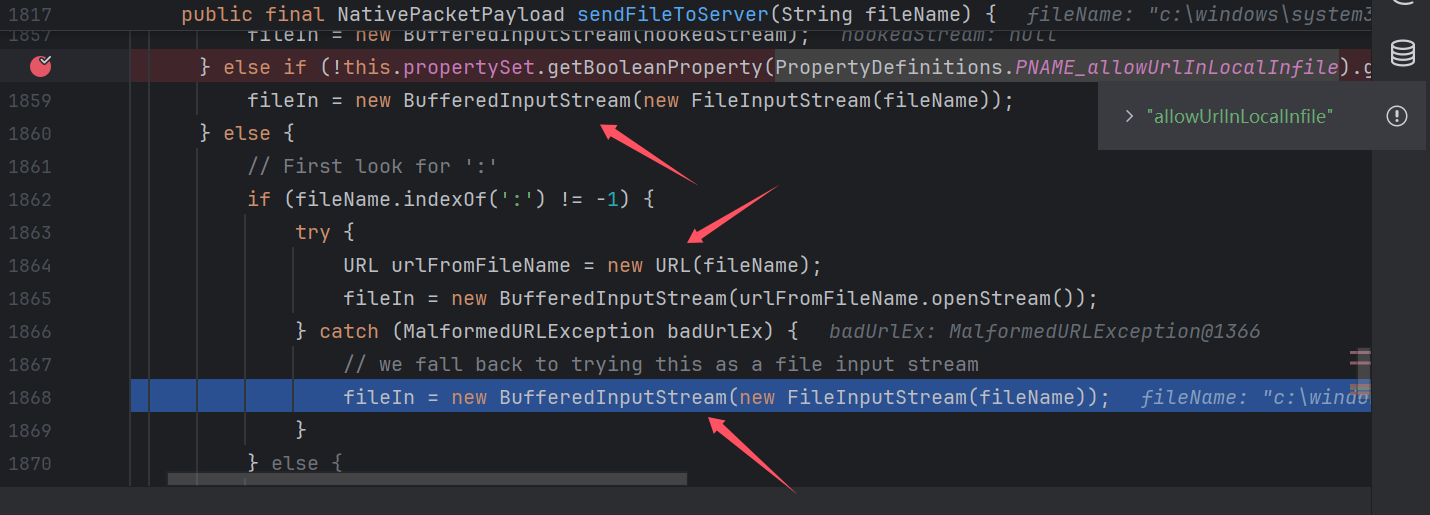 1817 public final NativePacketPayload sendFileToServer(String fileName) { fileName: "c:\windows\system3
1857 fileIn = new BufferedInputStream(hookedStream); hookedStream: null
} else if (!this.propertySet.getBooleanProperty(PropertyDefinitions.PNAME_allowUrlInLocalInfile).g
1859 fileIn = new BufferedInputStream(new FileInputStream(fileName));
"allowUrlInLocalInfile"
1860 } else {
1861 // First look for ':'
1862 if (fileName.indexOf(':') != -1) {
1863 try {
1864 URL urlFromFileName = new URL(fileName);
1865 fileIn = new BufferedInputStream(urlFromFileName.openStream());
1866 } catch (MalformedURLException badUrlEx) { badUrlEx: MalformedURLException@1366
1867 // we fall back to trying this as a file input stream
1868 fileIn = new BufferedInputStream(new FileInputStream(fileName)); fileName: "c:\window
1869 }
1870 } else {